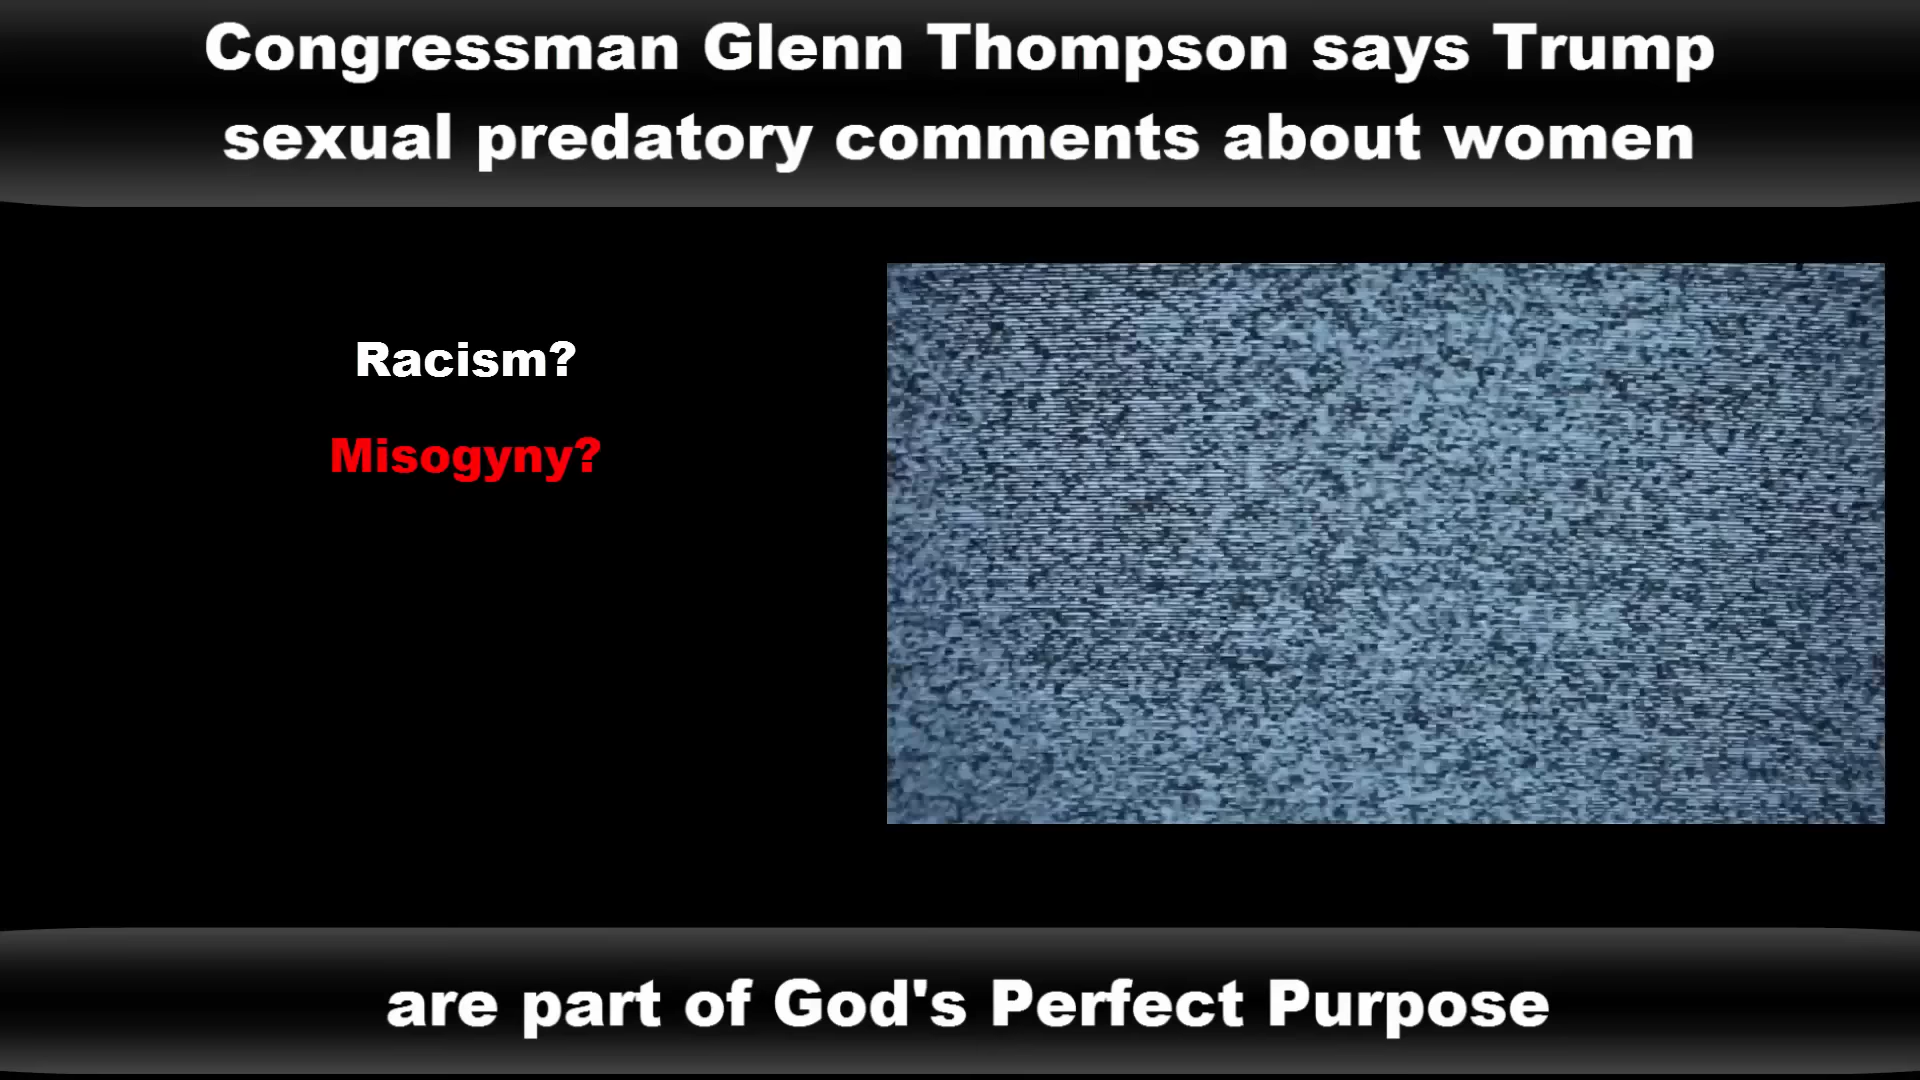 Congressman Glenn Thompson says Trump
sexual predatory comments about women
Racism?
Misogyny?
are part of God's Perfect Purpose